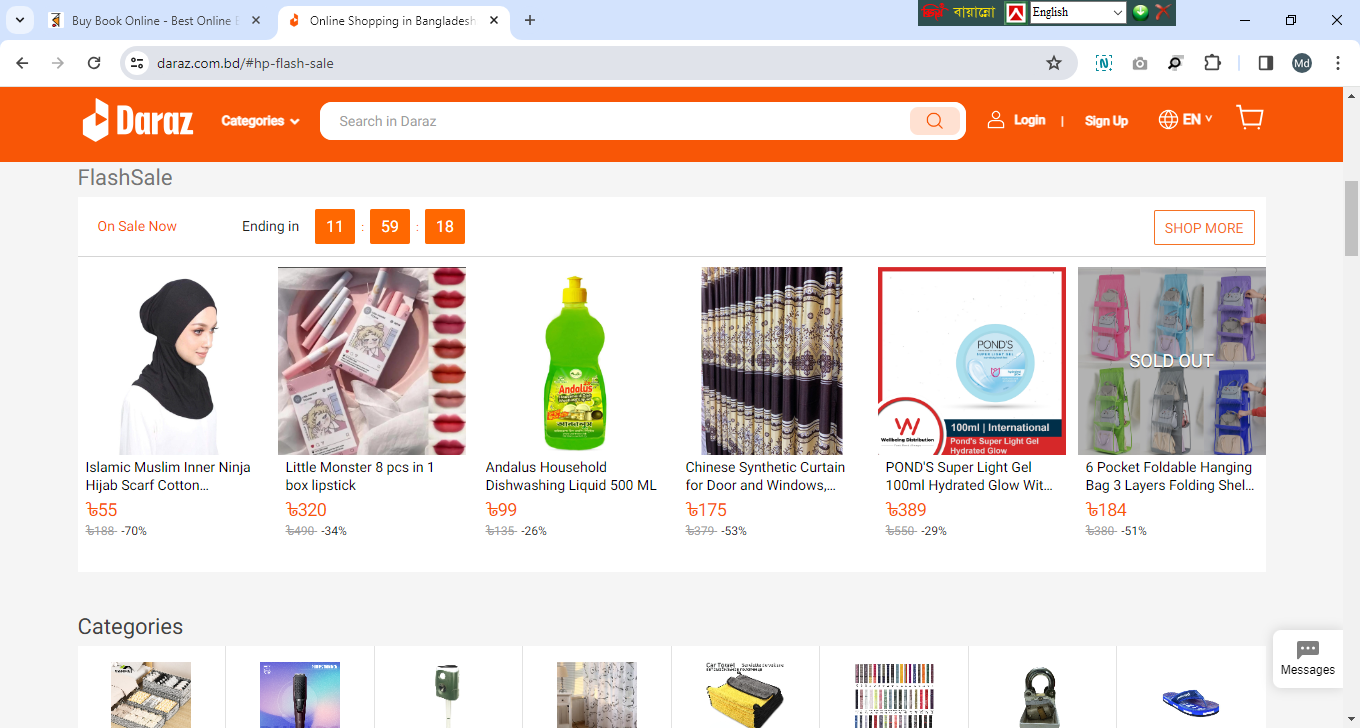 Buy Book Online - Best Online B
Online Shopping in Bangladesh
বায়ান্নো
English
daraz.com.bd/#hp-flash-sale
Md
Daraz
Categories
Search in Daraz
Login
|
Sign Up
EN
FlashSale
On Sale Now
Ending in
11 : 59 : 18
SHOP MORE
Andalus
POND'S
SUPER LIGHT GEL
W
Wellbeing Distribution
100ml | International
Pond's Super Light Gel
Hydrated Glow
SOLD OUT
Islamic Muslim Inner Ninja
Hijab Scarf Cotton...
৳55
৳188 -70%
Little Monster 8 pcs in 1
box lipstick
৳320
৳490 -34%
Andalus Household
Dishwashing Liquid 500 ML
৳99
৳135 -26%
Chinese Synthetic Curtain
for Door and Windows,...
৳175
৳379 -53%
POND'S Super Light Gel
100ml Hydrated Glow Wit...
৳389
৳550 -29%
6 Pocket Foldable Hanging
Bag 3 Layers Folding Shel...
৳184
৳380 -51%
Categories
Car Towel
Messages